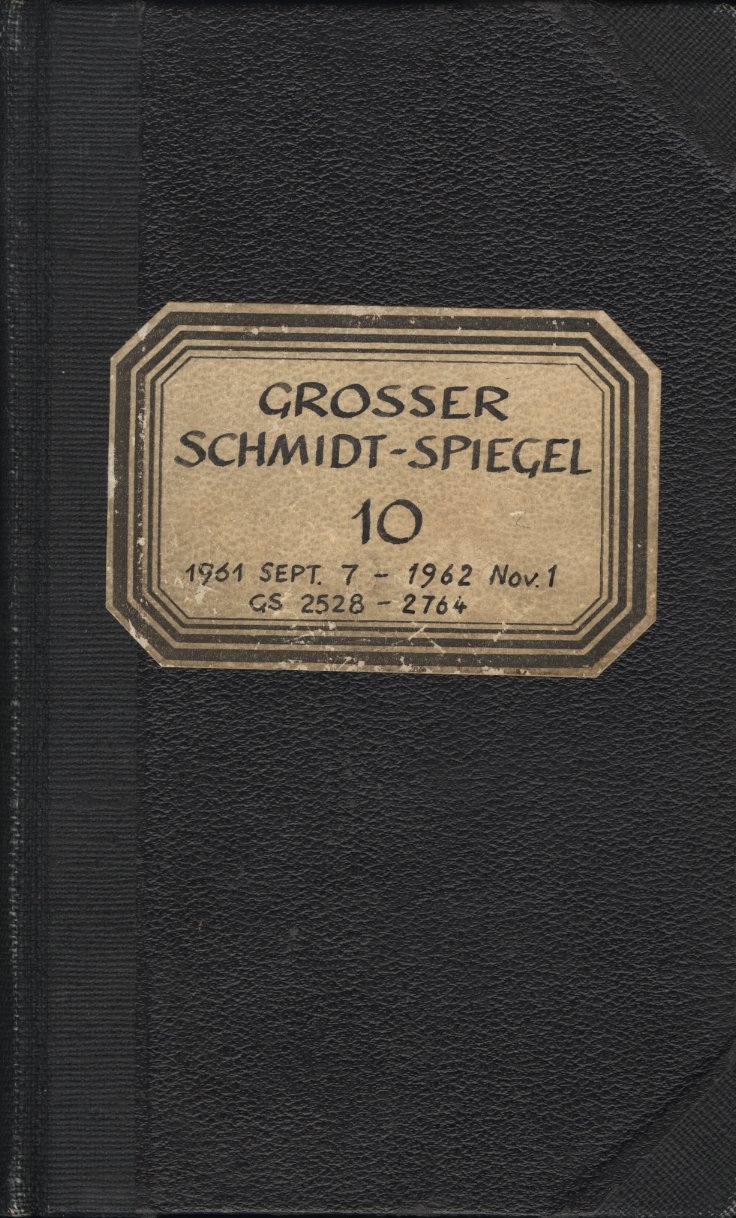 GROSSER
SCHMIDT-SPIEGEL
10
1961 SEPT. 7 - 1962 Nov. 1
GS 2528 - 2764